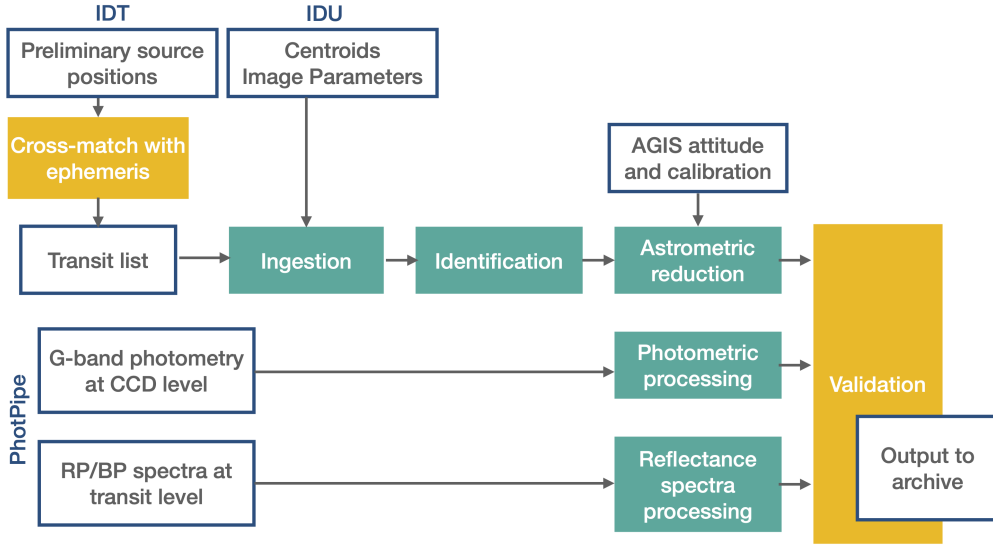 IDT
IDU
Preliminary source
positions
Centroids
Image Parameters
Cross-match with
ephemeris
AGIS attitude
and calibration
Transit list
Ingestion
Identification
Astrometric
reduction
PhotPipe
G-band photometry
at CCD level
Photometric
processing
Validation
RP/BP spectra at
transit level
Reflectance
spectra
processing
Output to
archive